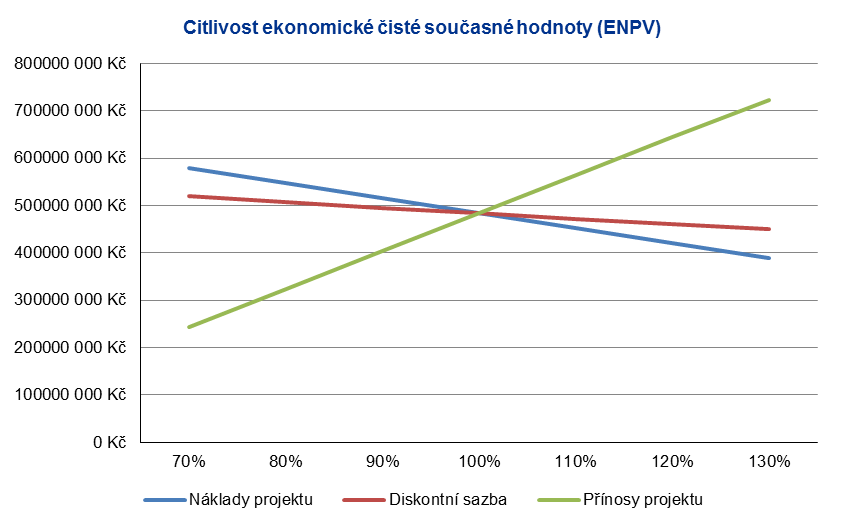 Citlivost ekonomické čisté současné hodnoty (ENPV)
800000 000 Kč
700000 000 Kč
600000 000 Kč
500000 000 Kč
400000 000 Kč
300000 000 Kč
200000 000 Kč
100000 000 Kč
0 Kč
70% 80% 90% 100% 110% 120% 130%
Náklady projektu Diskontní sazba Přínosy projektu